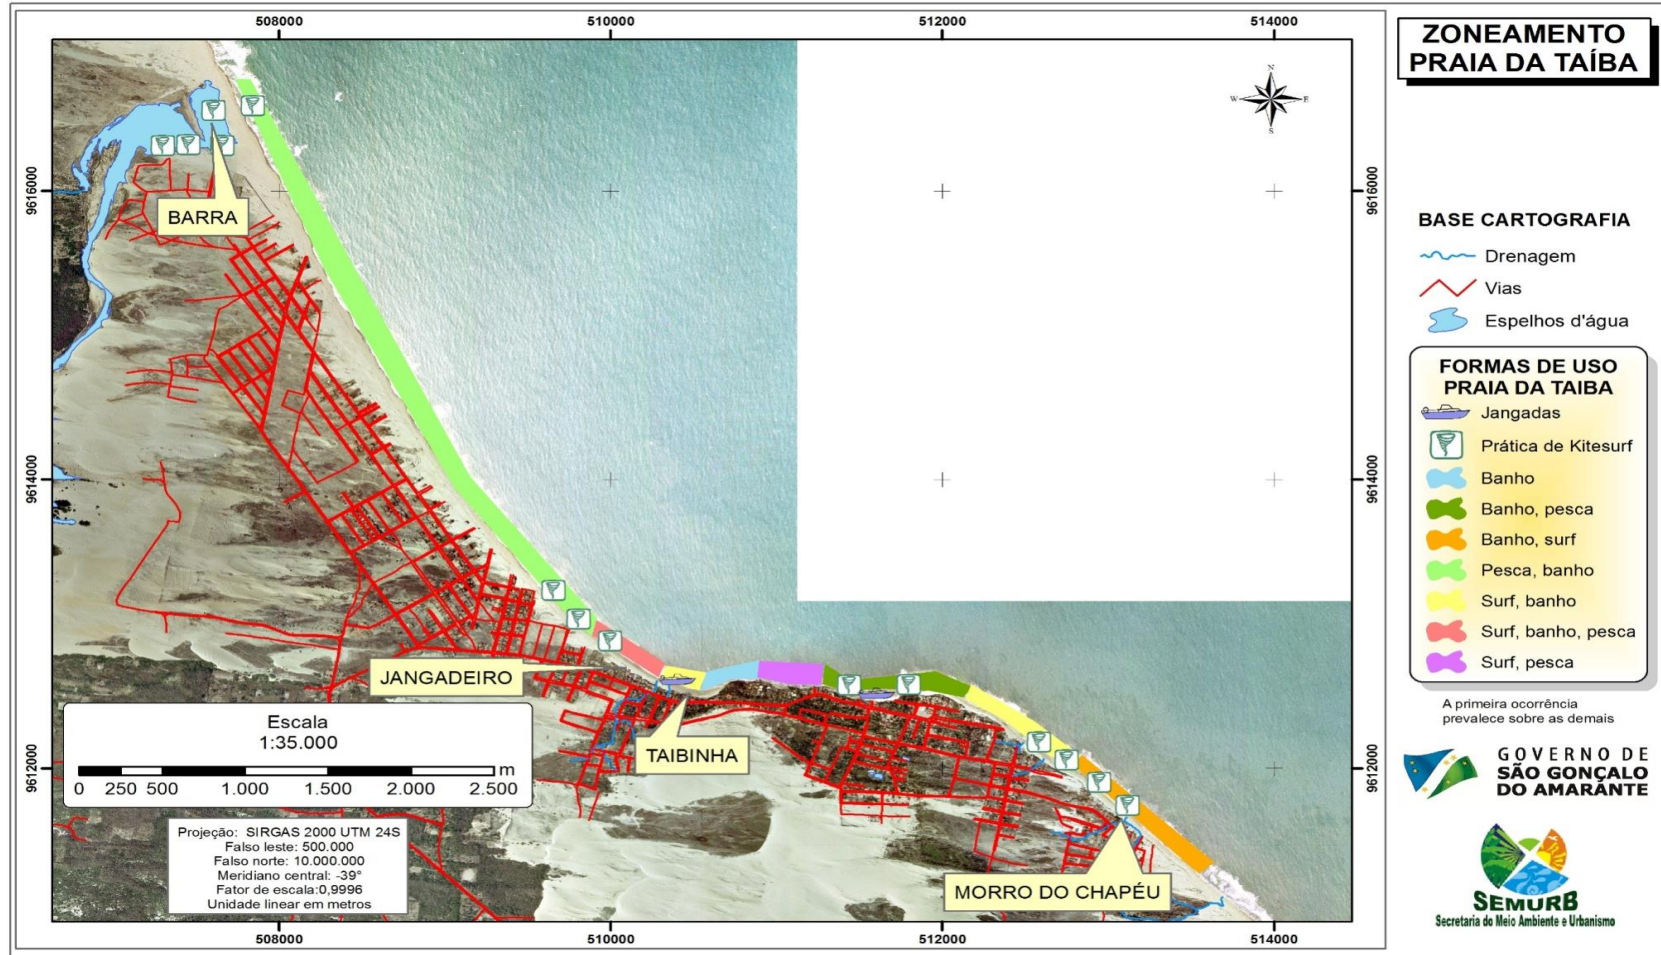 508000
510000
512000
514000
ZONEAMENTO
PRAIA DA TAÍBA
N
W
E
S
9616000
9616000
BARRA
BASE CARTOGRAFIA
Drenagem
Vias
Espelhos d'água
FORMAS DE USO
PRAIA DA TAIBA
Jangadas
Prática de Kitesurf
Banho
Banho, pesca
Banho, surf
Pesca, banho
Surf, banho
Surf, banho, pesca
Surf, pesca
A primeira ocorrência
prevalece sobre as demais
9614000
9614000
JANGADEIRO
TAIBINHA
MORRO DO CHAPÉU
9612000
9612000
Escala
1:35.000
0 250 500 1.000 1.500 2.000 2.500 m
Projeção: SIRGAS 2000 UTM 24S
Falso leste: 500.000
Falso norte: 10.000.000
Meridiano central: -39°
Fator de escala:0,9996
Unidade linear em metros
508000
510000
512000
514000
GOVERNO DE
SÃO GONÇALO
DO AMARANTE
SEMURB
Secretaria do Meio Ambiente e Urbanismo